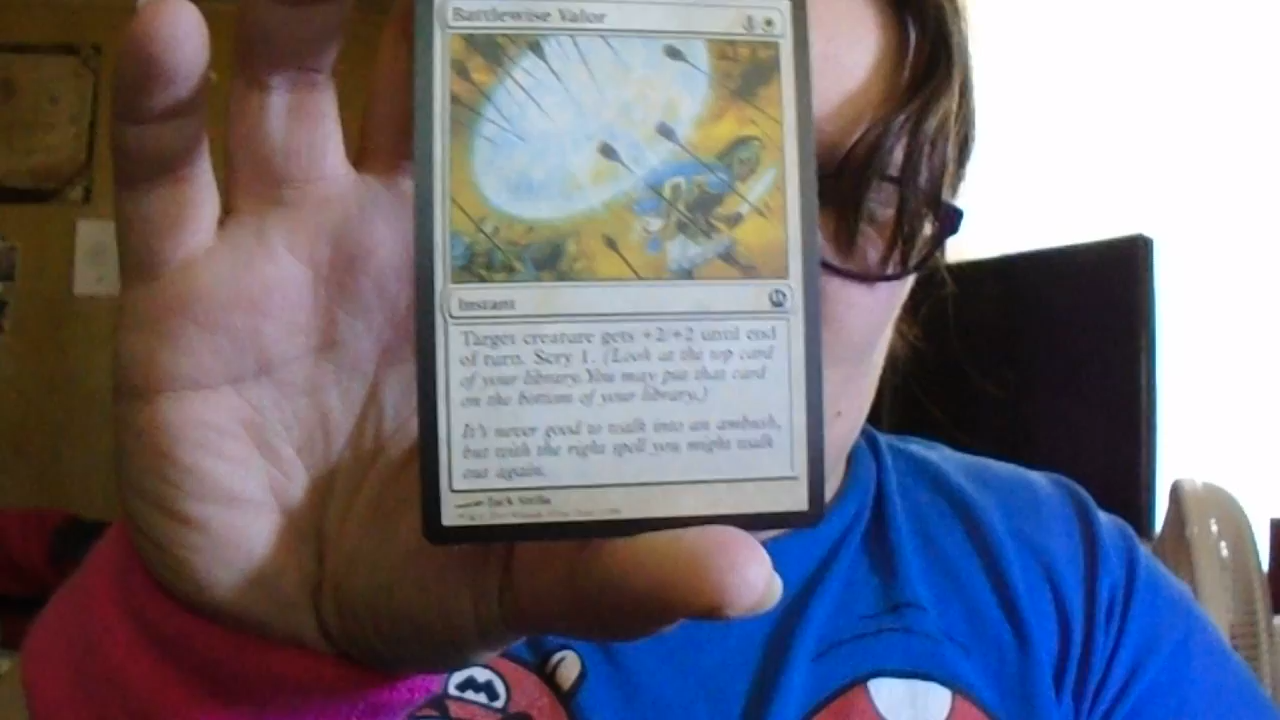 Battlewise Valor
Instant
Target creature gets +2/+2 until end
of turn. Scry 1. (Look at the top card
of your library. You may put that card
on the bottom of your library.)
It's never good to walk into an ambush,
but with the right spell you might walk
out again.
M